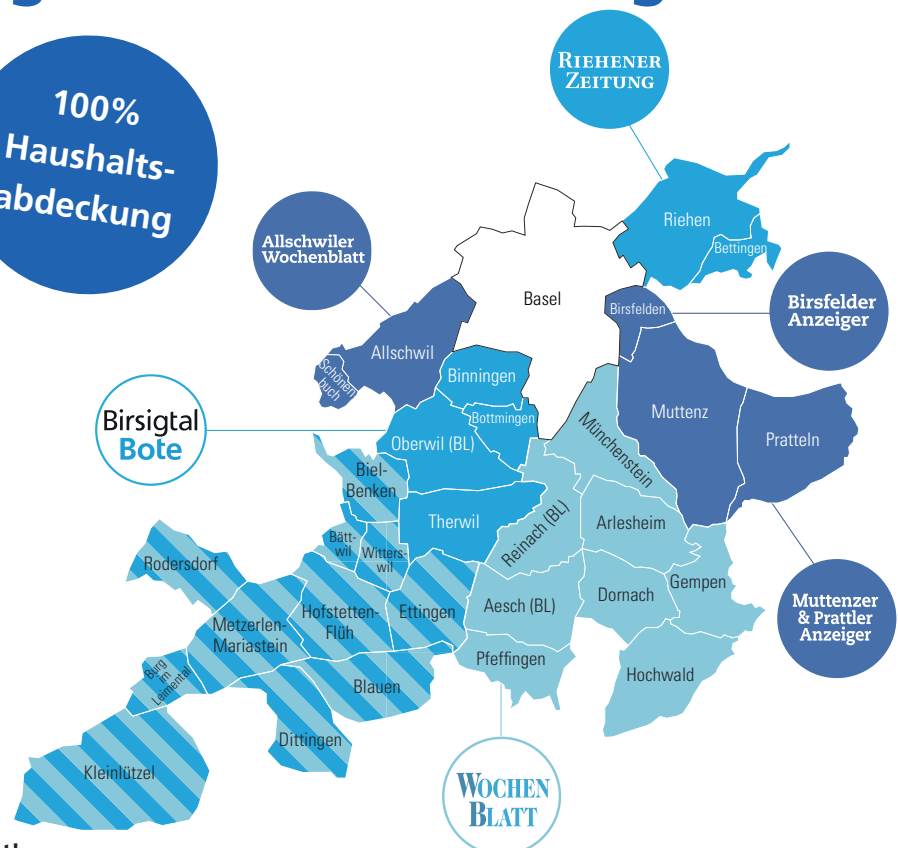 100%
Haushalts-
abdeckung
RIEHENER
ZEITUNG
Riehen
Bettingen
Allschwiler
Wochenblatt
Basel
Birsfelden
Birsfelder
Anzeiger
Allschwil
Schönen
buch
Binningen
Bottmingen
Muttenz
Pratteln
Birsigtal
Bote
Oberwil (BL)
Münchenstein
Biel-
Benken
Therwil
Reinach (BL)
Arlesheim
Bätt-
wil
Witters-
wil
Rodersdorf
Hofstetten-
Flüh
Ettingen
Aesch (BL)
Dornach
Gempen
Muttenzer
& Prattler
Anzeiger
Metzerlen-
Mariastein
Pfeffingen
Hochwald
Burg
im
Leimental
Blauen
Dittingen
Kleinlützel
WOCHEN
BLATT